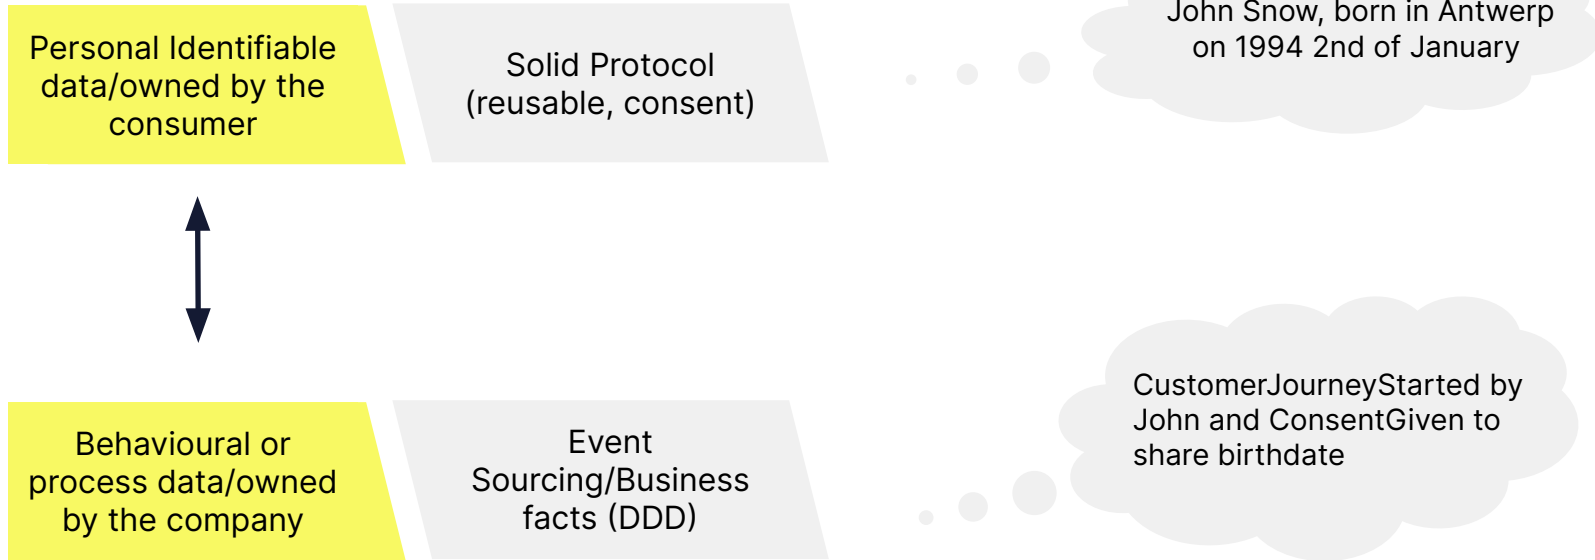 Personal Identifiable
data/owned by the
consumer
Solid Protocol
(reusable, consent)
John Snow, born in Antwerp
on 1994 2nd of January
Behavioural or
process data/owned
by the company
Event
Sourcing/Business
facts (DDD)
CustomerJourneyStarted by
John and ConsentGiven to
share birthdate